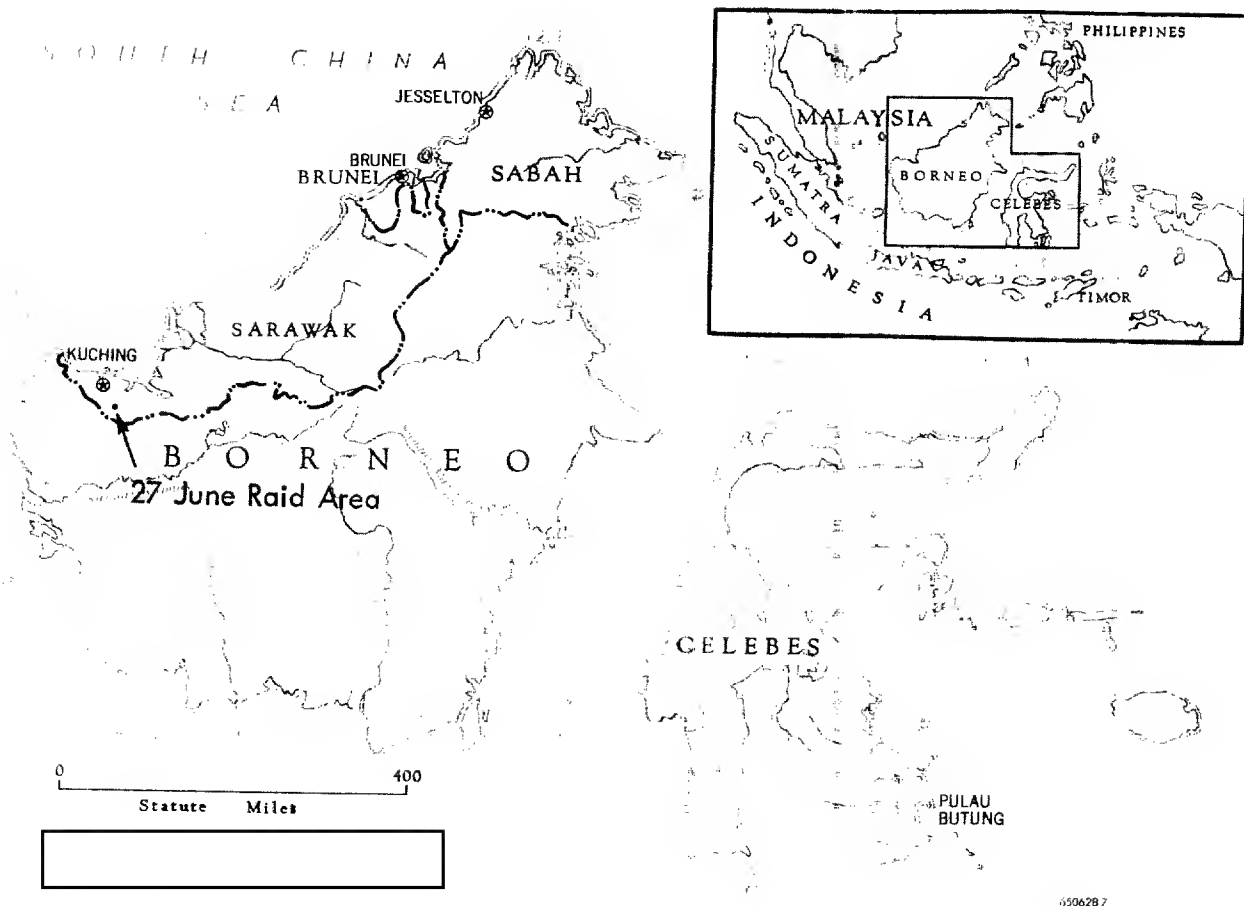 SOUTH CHINA
SEA
JESSELTON
BRUNEI
BRUNEI
SABAH
SARAWAK
KUCHING
BORNEO
27 June Raid Area
CELEBES
PULAU
BUTUNG
0 400
Statute Miles
PHILIPPINES
MALAYSIA
SUMATRA
BORNEO
CELEBES
INDONESIA
JAVA
TIMOR
650628 7